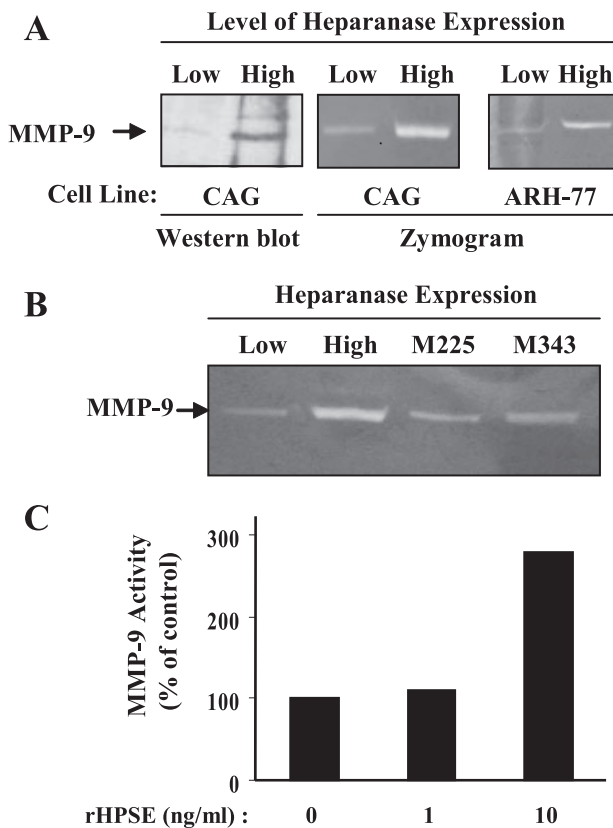 A
Level of Heparanase Expression
Low High Low High Low High
MMP-9
Cell Line: CAG CAG ARH-77
Western blot Zymogram
B
Heparanase Expression
Low High M225 M343
MMP-9
C
MMP-9 Activity
(% of control)
300
200
100
0
rHPSE (ng/ml) : 0 1 10